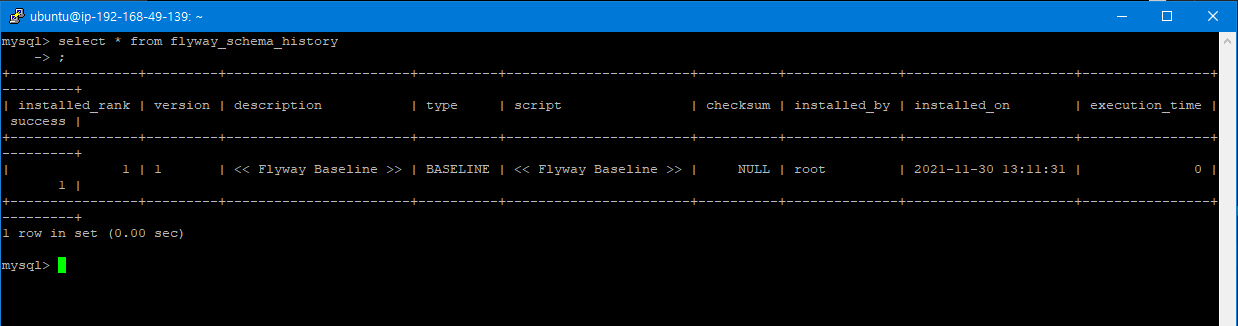 ubuntu@ip-192-168-49-139: ~
mysql> select * from flyway_schema_history
    -> ;
+----------------+---------+-----------------------+----------+-----------------------+----------+--------------+---------------------+----------------+
---------+
| installed_rank | version | description           | type     | script                | checksum | installed_by | installed_on        | execution_time |
 success |
+----------------+---------+-----------------------+----------+-----------------------+----------+--------------+---------------------+----------------+
---------+
|              1 | 1       | << Flyway Baseline >> | BASELINE | << Flyway Baseline >> |     NULL | root         | 2021-11-30 13:11:31 |              0 |
       1 |
+----------------+---------+-----------------------+----------+-----------------------+----------+--------------+---------------------+----------------+
---------+
1 row in set (0.00 sec)
mysql>